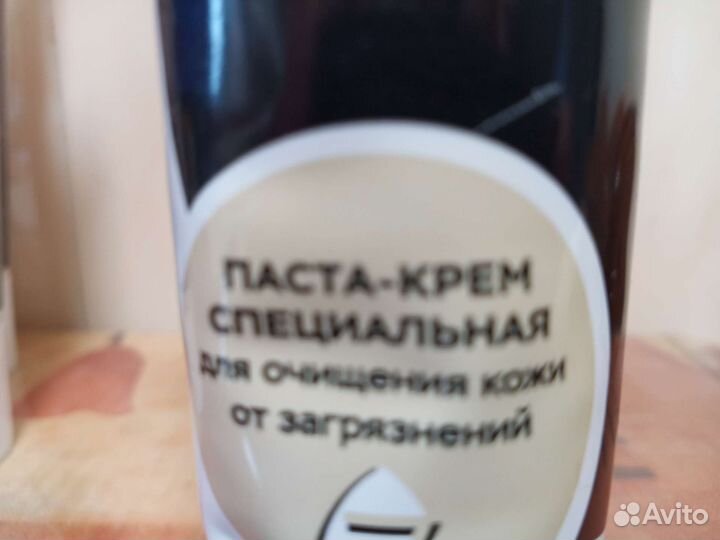 ПАСТА-КРЕМ
СПЕЦИАЛЬНАЯ
для очищения кожи
от загрязнений
Avito